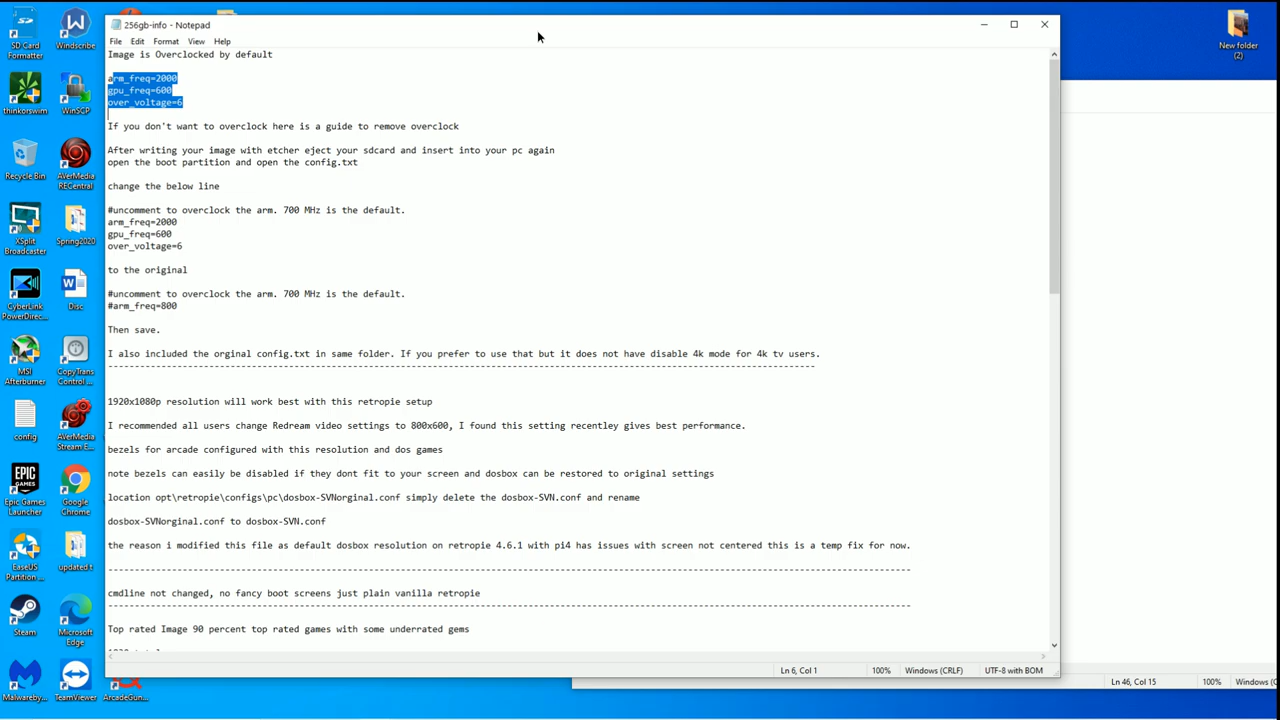 256gb-info - Notepad
File Edit Format View Help
Image is Overclocked by default
arm_freq=2000
gpu_freq=600
over_voltage=6
If you don't want to overclock here is a guide to remove overclock
After writing your image with etcher eject your sdcard and insert into your pc again
open the boot partition and open the config.txt
change the below line
#uncomment to overclock the arm. 700 MHz is the default.
arm_freq=2000
gpu_freq=600
over_voltage=6
to the original
#uncomment to overclock the arm. 700 MHz is the default.
#arm_freq=800
Then save.
I also included the orginal config.txt in same folder. If you prefer to use that but it does not have disable 4k mode for 4k tv users.
1920x1080p resolution will work best with this retropie setup
I recommended all users change Redream video settings to 800x600, I found this setting recentley gives best performance.
bezels for arcade configured with this resolution and dos games
note bezels can easily be disabled if they dont fit to your screen and dosbox can be restored to original settings
location opt\retropie\configs\pc\dosbox-SVNorginal.conf simply delete the dosbox-SVN.conf and rename
dosbox-SVNorginal.conf to dosbox-SVN.conf
the reason i modified this file as default dosbox resolution on retropie 4.6.1 with pi4 has issues with screen not centered this is a temp fix for now.
cmdline not changed, no fancy boot screens just plain vanilla retropie
Top rated Image 90 percent top rated games with some underrated gems
Ln 6, Col 1 100% Windows (CRLF) UTF-8 with BOM
Ln 46, Col 15 100% Windows (C
SD Card
Formatter
Windscribe
thinkorswim
WinSCP
Recycle Bin
AVerMedia
RECentral
XSplit
Broadcaster
Spring2020
CyberLink
PowerDirec...
Disc
MSI
Afterburner
CopyTrans
Control ...
config
AVerMedia
Stream E...
Epic Games
Launcher
Google
Chrome
EaseUS
Partition ...
updated.t
Steam
Microsoft
Edge
Malwareby...
TeamViewer
ArcadeGun...
New folder
(2)